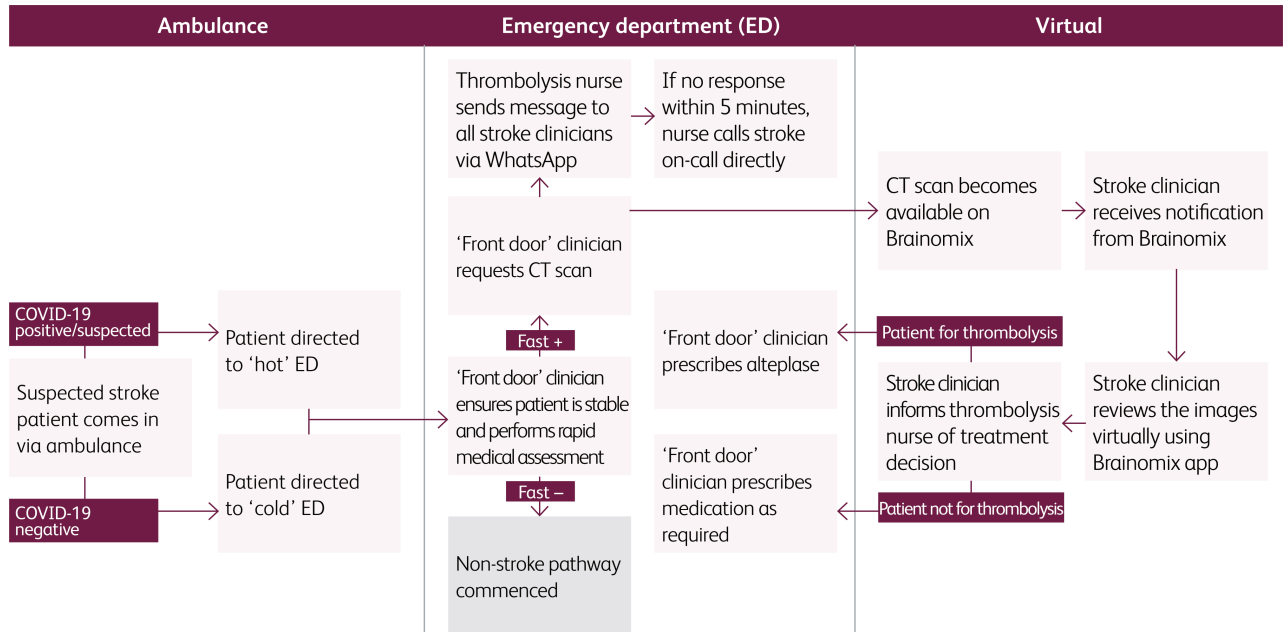 Ambulance
Emergency department (ED)
Virtual
COVID-19
positive/suspected
Suspected stroke
patient comes in
via ambulance
COVID-19
negative
Patient directed
to ‘hot’ ED
Patient directed
to ‘cold’ ED
Thrombolysis nurse
sends message to
all stroke clinicians
via WhatsApp
If no response
within 5 minutes,
nurse calls stroke
on-call directly
‘Front door’ clinician
requests CT scan
Fast +
‘Front door’ clinician
ensures patient is stable
and performs rapid
medical assessment
Fast –
Non-stroke pathway
commenced
‘Front door’ clinician
prescribes alteplase
‘Front door’
clinician prescribes
medication as
required
CT scan becomes
available on
Brainomix
Stroke clinician
receives notification
from Brainomix
Patient for thrombolysis
Stroke clinician
informs thrombolysis
nurse of treatment
decision
Patient not for thrombolysis
Stroke clinician
reviews the images
virtually using
Brainomix app